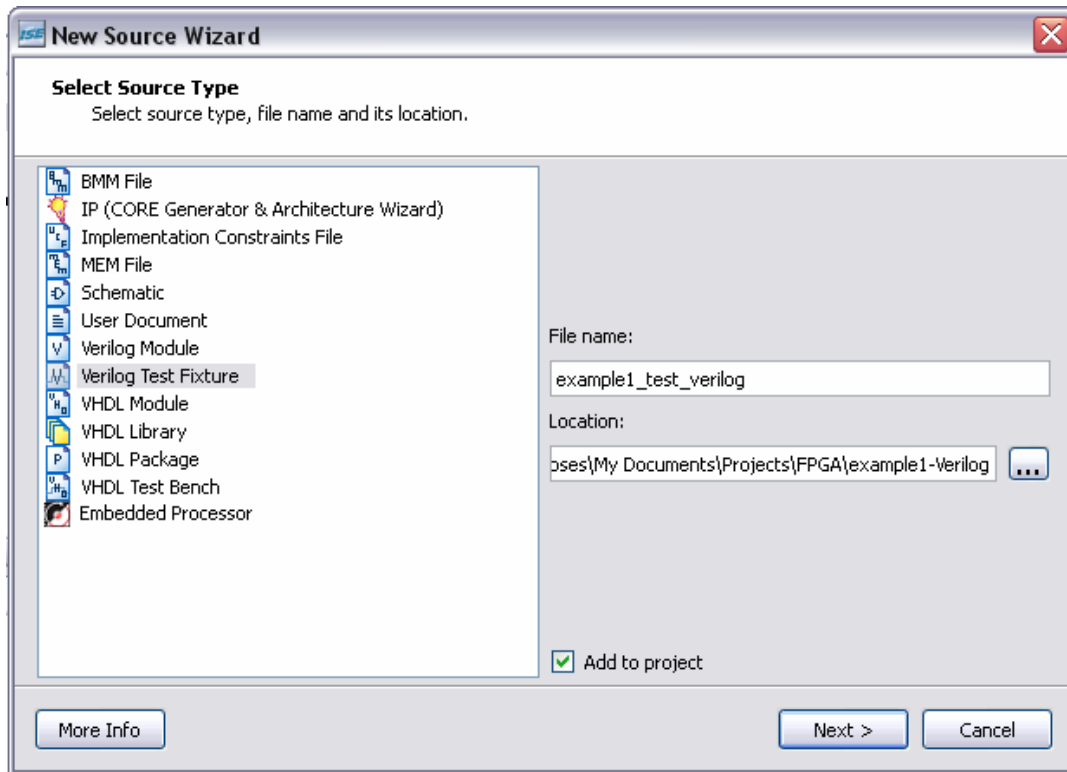 ISE New Source Wizard
Select Source Type
Select source type, file name and its location.
BMM File
IP (CORE Generator & Architecture Wizard)
Implementation Constraints File
MEM File
Schematic
User Document
Verilog Module
Verilog Test Fixture
VHDL Module
VHDL Library
VHDL Package
VHDL Test Bench
Embedded Processor
File name:
example1_test_verilog
Location:
oses\My Documents\Projects\FPGA\example1-Verilog
...
Add to project
More Info
Next >
Cancel